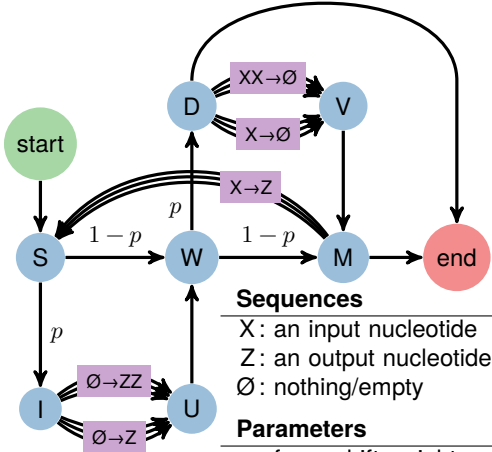 XX→Ø
D
V
X→Ø
start
X→Z
p
1 − p
1 − p
S
W
M
end
Sequences
X: an input nucleotide
Z: an output nucleotide
Ø: nothing/empty
p
Ø→ZZ
I
U
Ø→Z
Parameters